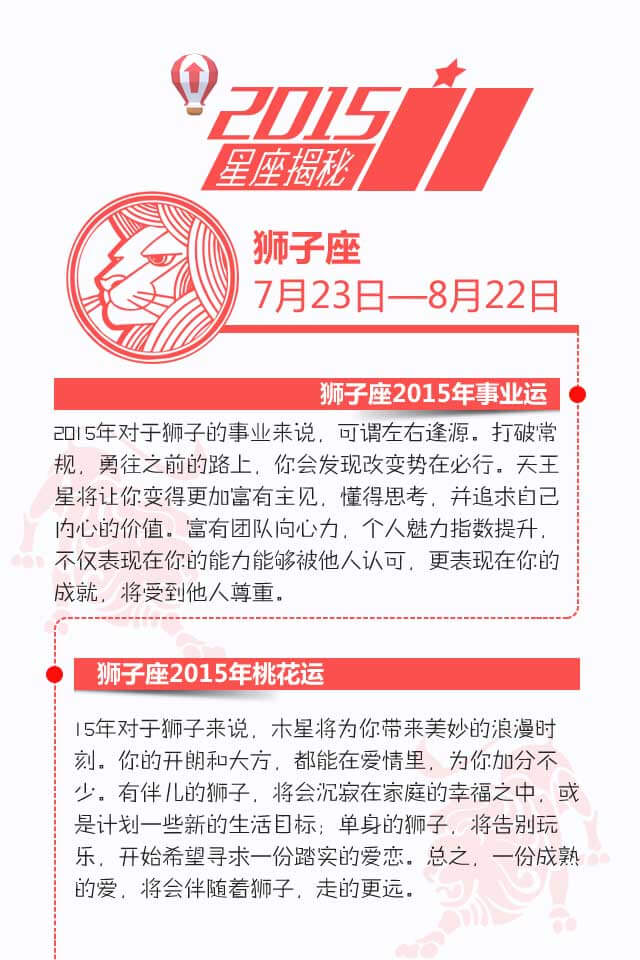 2015
星座揭秘
狮子座
7月23日—8月22日
狮子座2015年事业运
2015年对于狮子的事业来说，可谓左右逢源。打破常
规，勇往之前的路上，你会发现改变势在必行。天王
星将让你变得更加富有主见，懂得思考，并追求自己
内心的价值。富有团队向心力，个人魅力指数提升，
不仅表现在你的能力能够被他人认可，更表现在你的
成就，将受到他人尊重。
狮子座2015年桃花运
15年对于狮子来说，木星将为你带来美妙的浪漫时
刻。你的开朗和大方，都能在爱情里，为你加分不
少。有伴儿的狮子，将会沉寂在家庭的幸福之中，或
是计划一些新的生活目标；单身的狮子，将告别玩
乐，开始希望寻求一份踏实的爱恋。总之，一份成熟
的爱，将会伴随着狮子，走的更远。